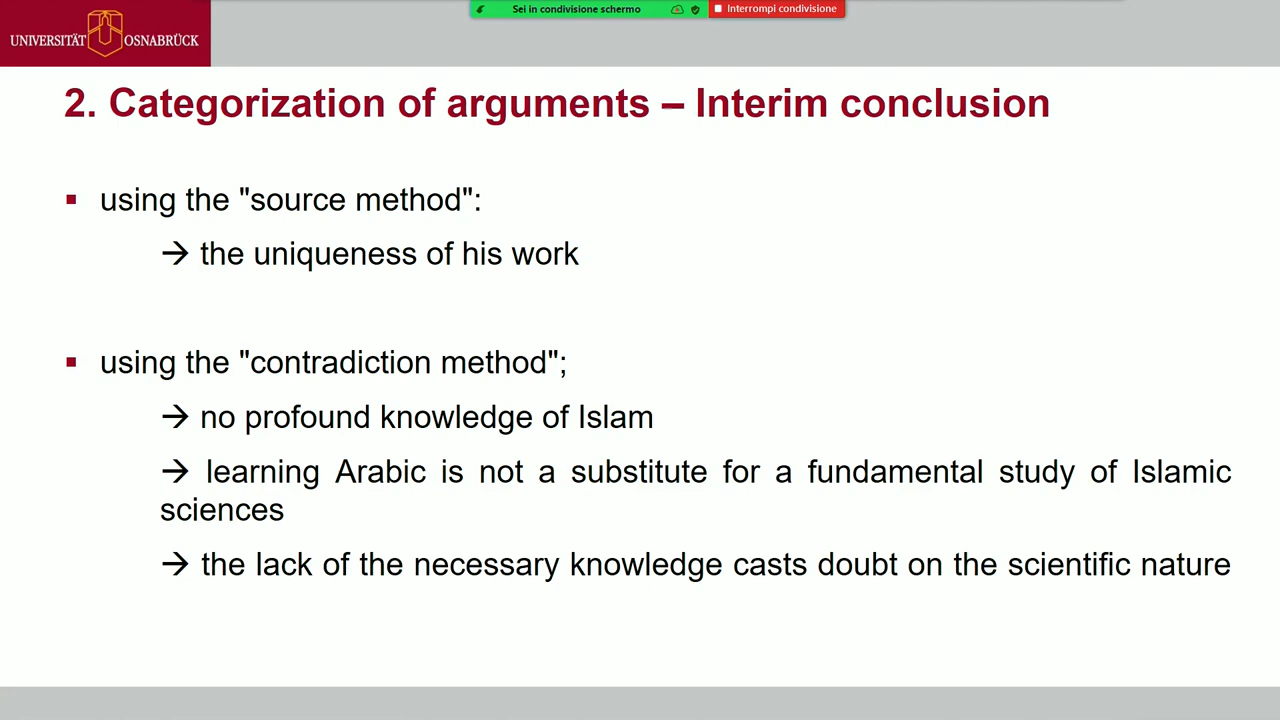 Sei in condivisione schermo
Interrompi condivisione
UNIVERSITÄT OSNABRÜCK
2. Categorization of arguments – Interim conclusion
▪ using the "source method":
→ the uniqueness of his work
▪ using the "contradiction method";
→ no profound knowledge of Islam
→ learning Arabic is not a substitute for a fundamental study of Islamic
sciences
→ the lack of the necessary knowledge casts doubt on the scientific nature